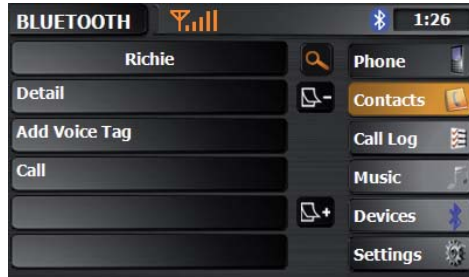 BLUETOOTH 1:26
Richie
Phone
Detail
Contacts
Add Voice Tag
Call Log
Call
Music
Devices
Settings